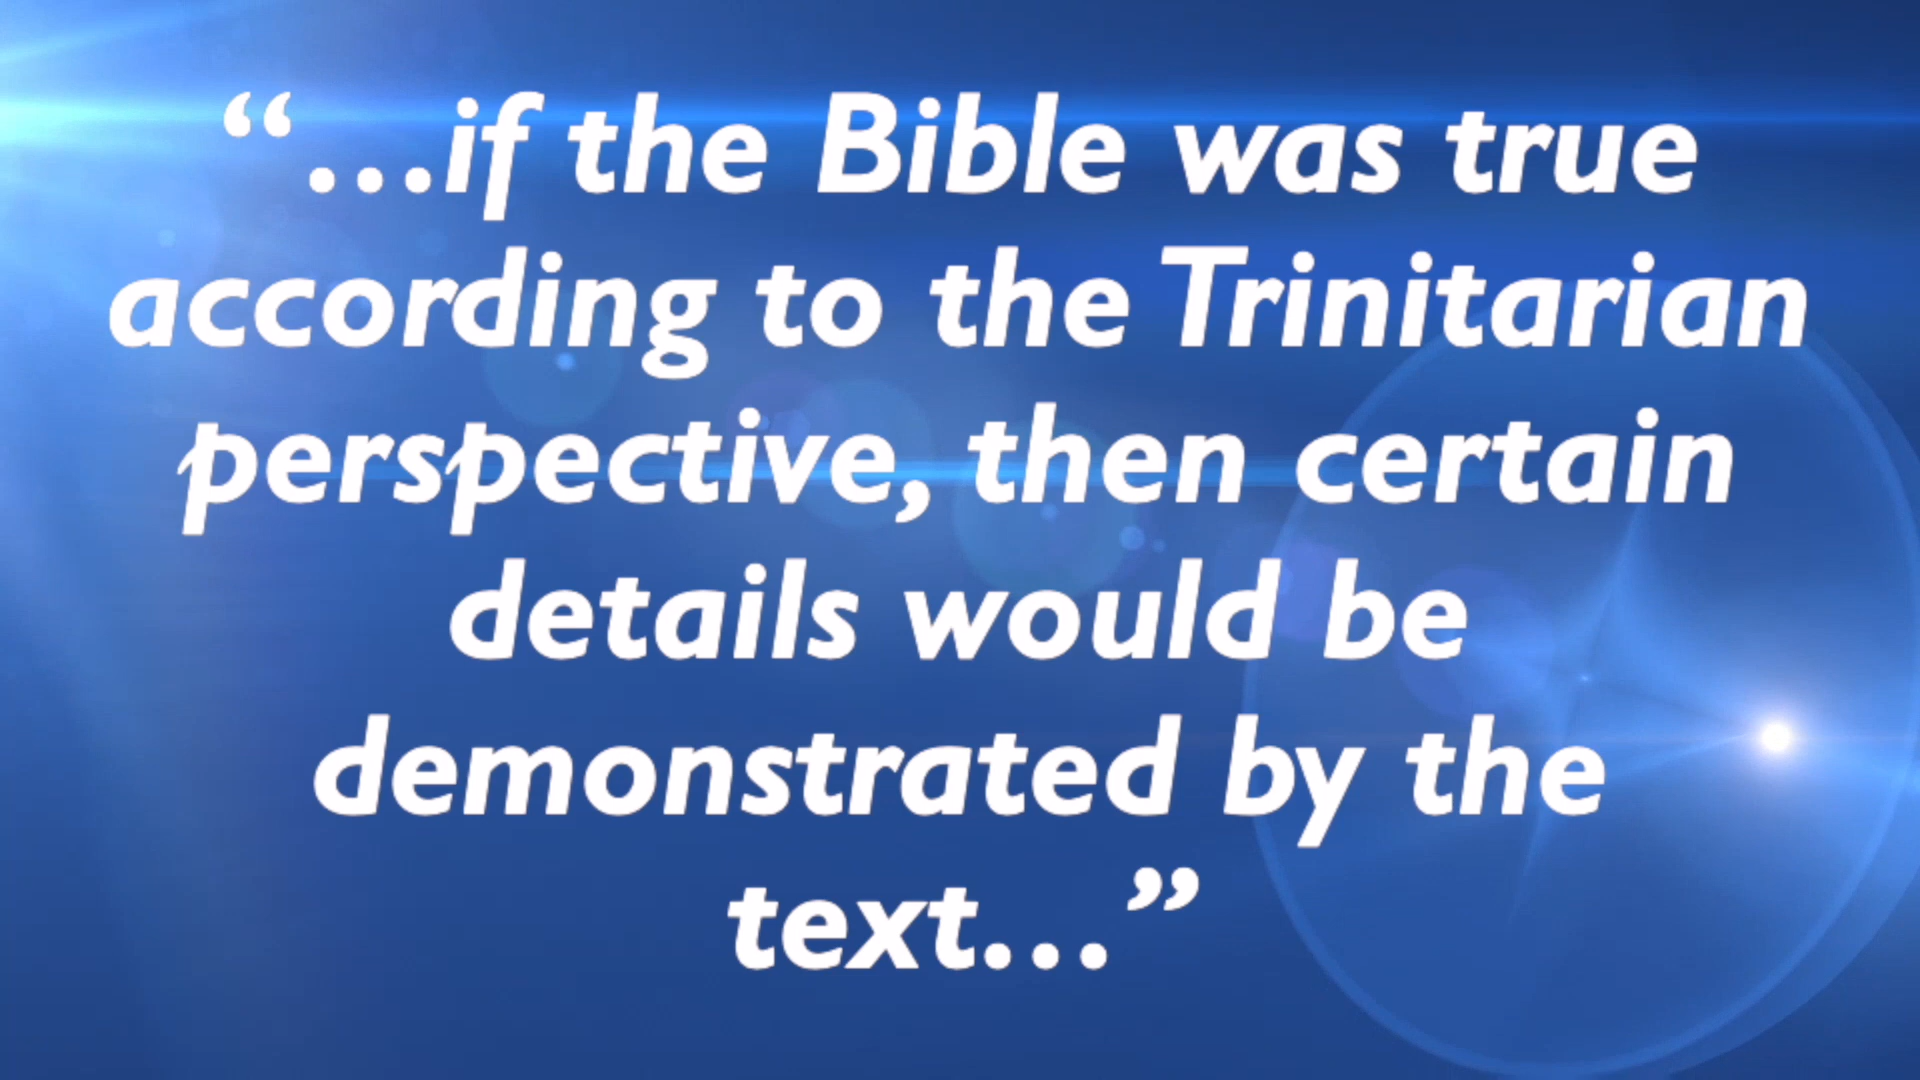 “...if the Bible was true
according to the Trinitarian
perspective, then certain
details would be
demonstrated by the
text...”